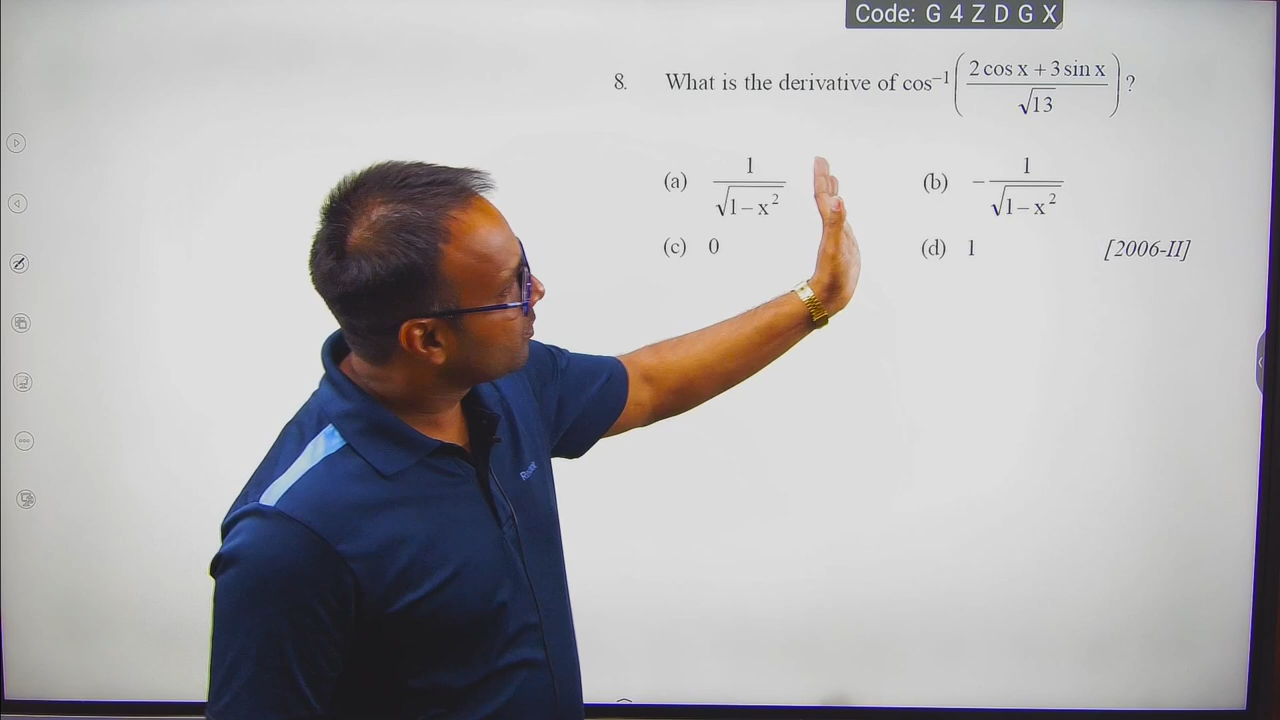 Code: G 4 Z D G X
8. What is the derivative of cos⁻¹((2 cos x + 3 sin x)/√13) ?
(a) 1/√(1 – x²) (b) – 1/√(1 – x²)
(c) 0 (d) 1 [2006-II]